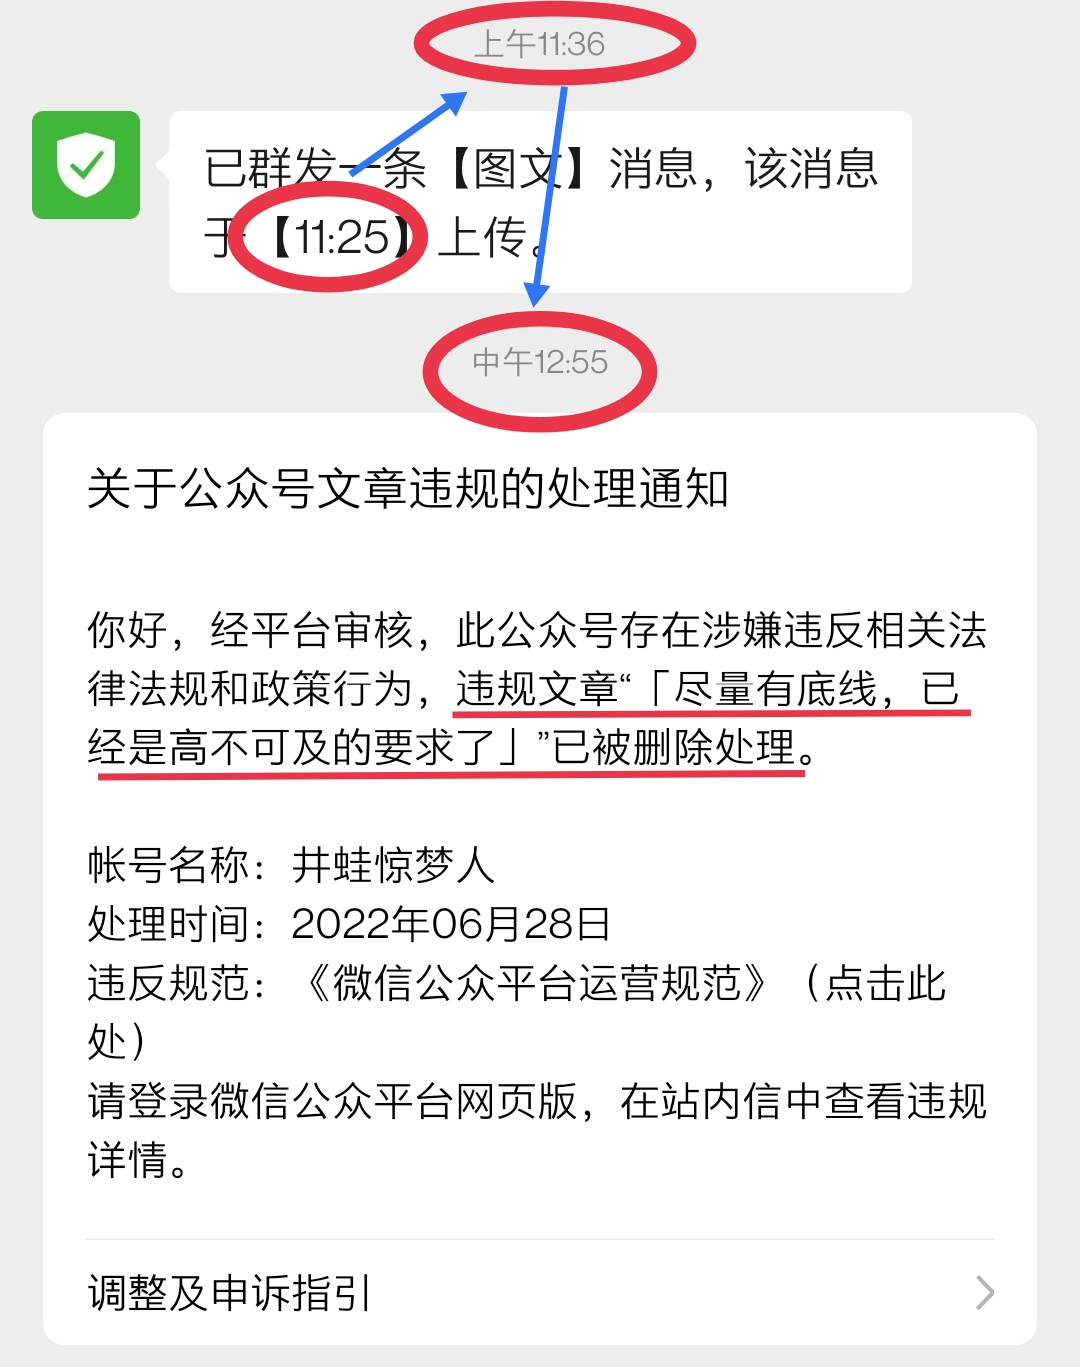 上午11:36
已群发一条【图文】消息，该消息
于【11:25】上传。
中午12:55
关于公众号文章违规的处理通知
你好，经平台审核，此公众号存在涉嫌违反相关法
律法规和政策行为，违规文章“「尽量有底线，已
经是高不可及的要求了」”已被删除处理。
帐号名称：井蛙惊梦人
处理时间：2022年06月28日
违反规范：《微信公众平台运营规范》（点击此
处）
请登录微信公众平台网页版，在站内信中查看违规
详情。
调整及申诉指引